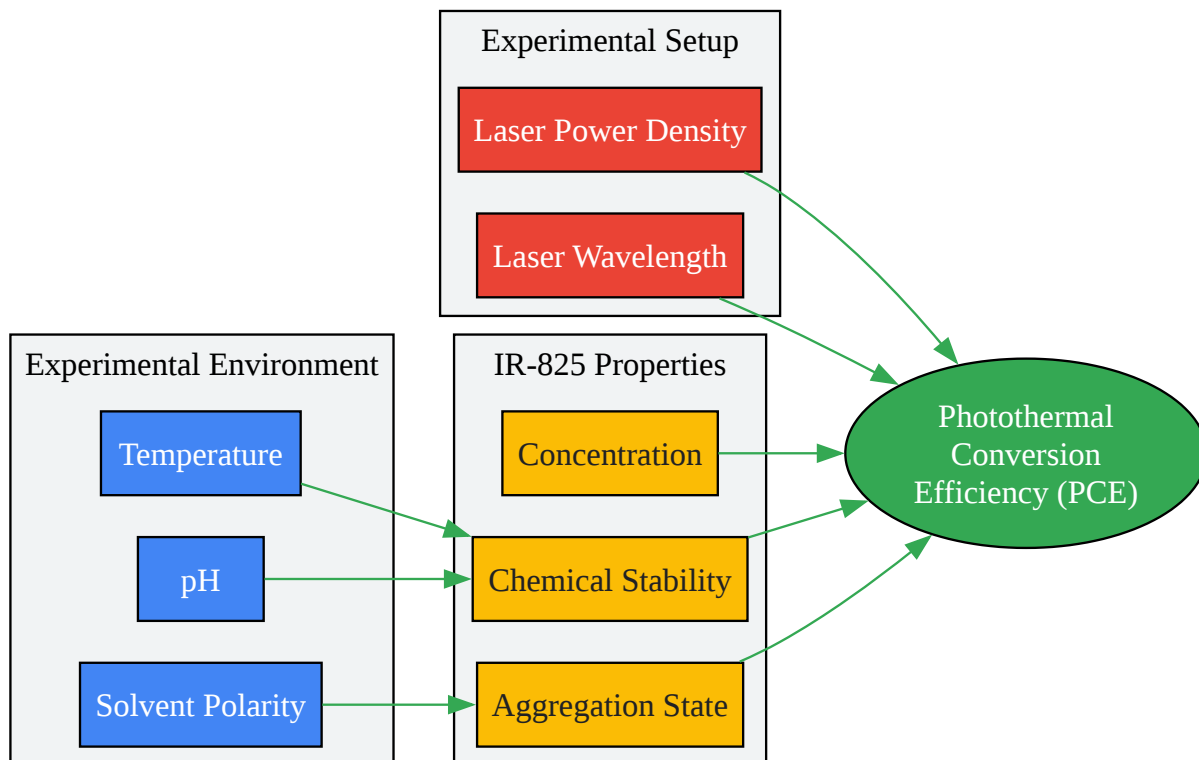 Experimental Setup
Laser Power Density
Laser Wavelength
Experimental Environment
Temperature
pH
Solvent Polarity
IR-825 Properties
Concentration
Chemical Stability
Aggregation State
Photothermal
Conversion
Efficiency (PCE)